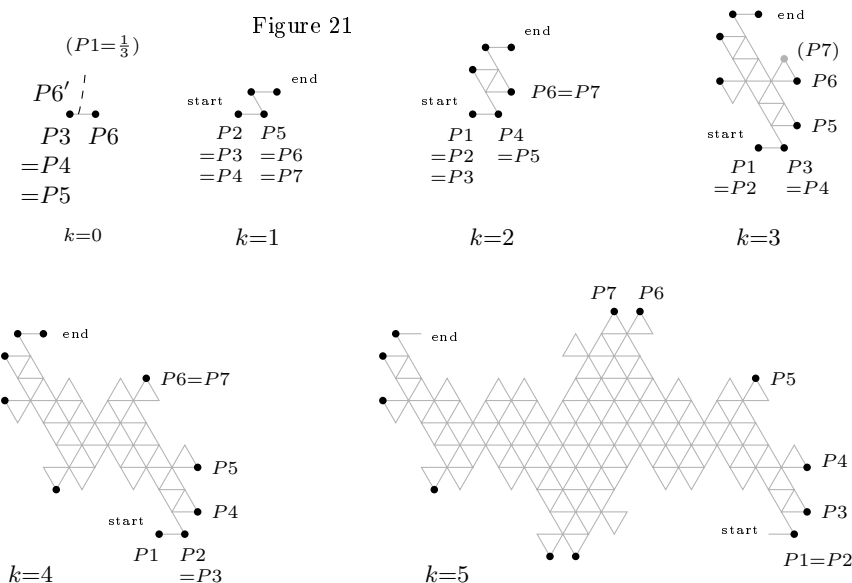 Figure 21
(P1=1/3)
P6′
P3 P6
=P4
=P5
k=0
start
end
P2 P5
=P3 =P6
=P4 =P7
k=1
end
P6=P7
start
P1 P4
=P2 =P5
=P3
k=2
end
(P7)
P6
P5
start
P1 P3
=P2 =P4
k=3
end
P6=P7
P5
P4
start
P1 P2
=P3
k=4
P7 P6
end
P5
P4
P3
start
P1=P2
k=5